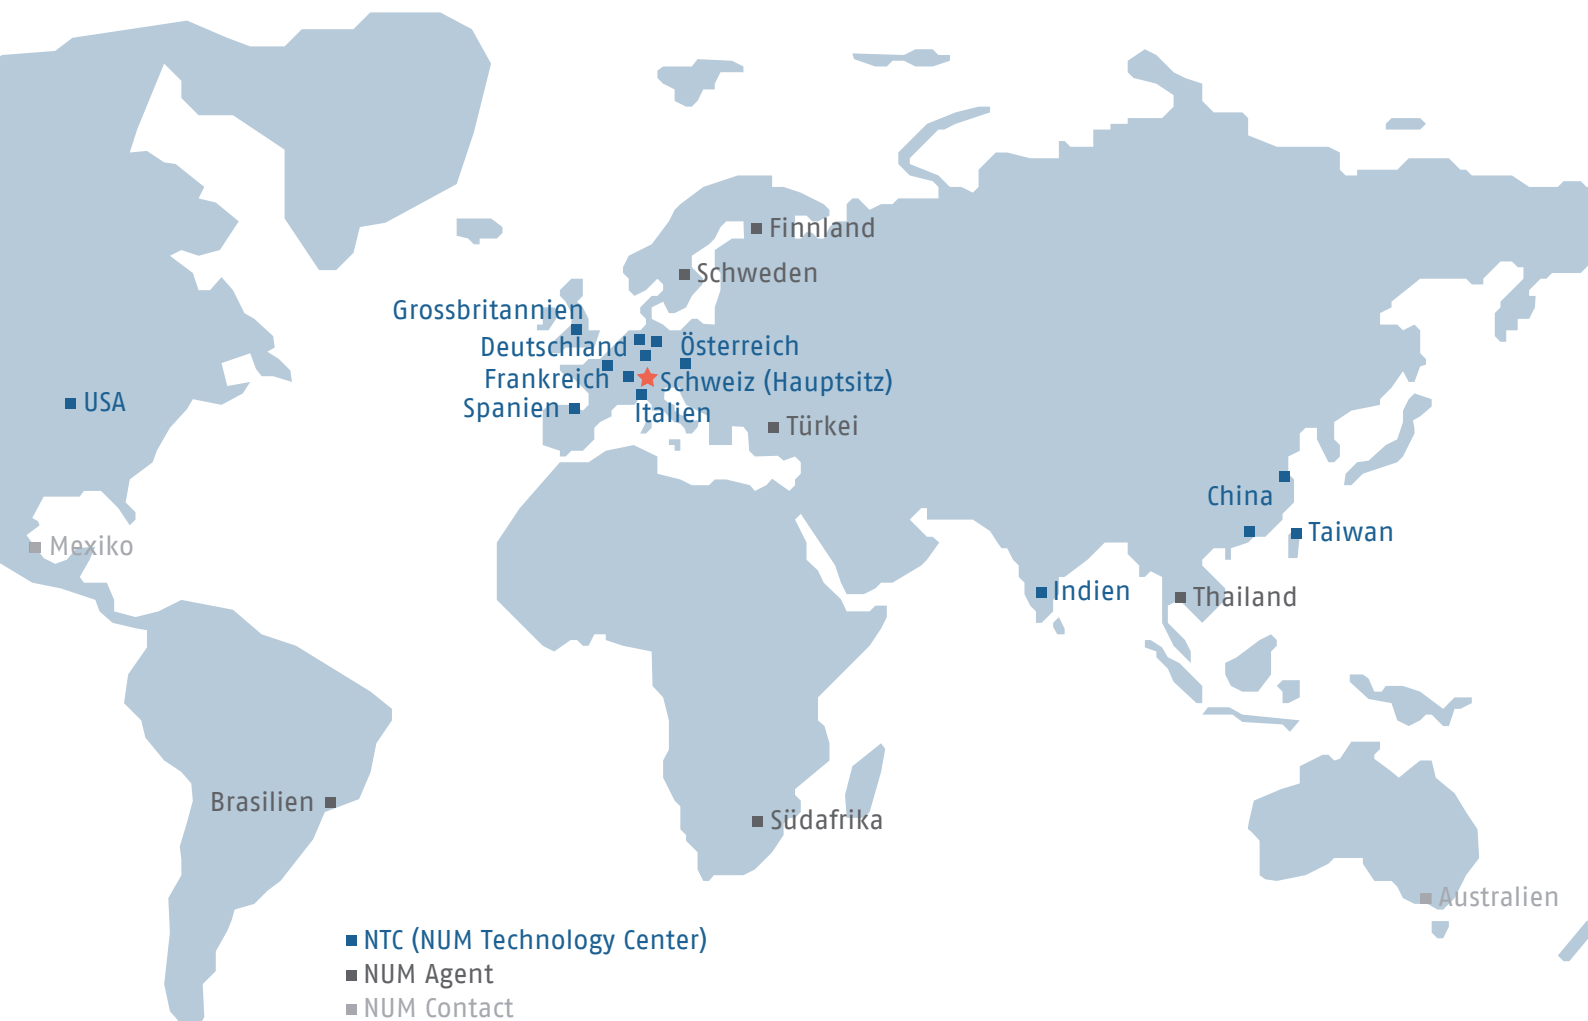 Finnland
Schweden
Grossbritannien
Deutschland
Österreich
Frankreich
Schweiz (Hauptsitz)
USA
Spanien
Italien
Türkei
China
Taiwan
Mexiko
Indien
Thailand
Brasilien
Südafrika
Australien
NTC (NUM Technology Center)
NUM Agent
NUM Contact